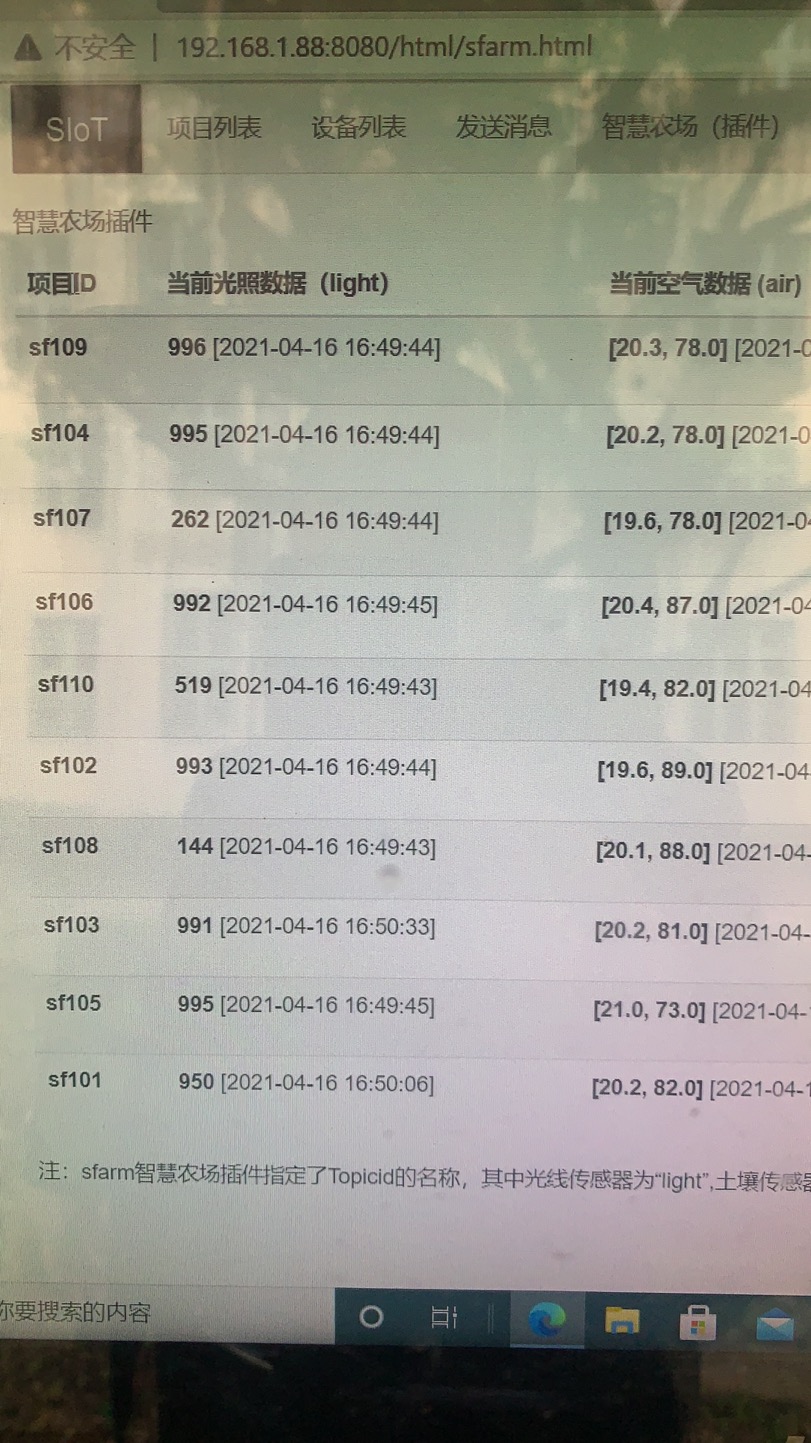 不安全 | 192.168.1.88:8080/html/sfarm.html
SIoT 项目列表 设备列表 发送消息 智慧农场（插件）
智慧农场插件
项目ID 当前光照数据（light） 当前空气数据 (air)
sf109 996 [2021-04-16 16:49:44] [20.3, 78.0] [2021-0
sf104 995 [2021-04-16 16:49:44] [20.2, 78.0] [2021-0
sf107 262 [2021-04-16 16:49:44] [19.6, 78.0] [2021-04
sf106 992 [2021-04-16 16:49:45] [20.4, 87.0] [2021-04
sf110 519 [2021-04-16 16:49:43] [19.4, 82.0] [2021-04
sf102 993 [2021-04-16 16:49:44] [19.6, 89.0] [2021-04
sf108 144 [2021-04-16 16:49:43] [20.1, 88.0] [2021-04-
sf103 991 [2021-04-16 16:50:33] [20.2, 81.0] [2021-04-
sf105 995 [2021-04-16 16:49:45] [21.0, 73.0] [2021-04-
sf101 950 [2021-04-16 16:50:06] [20.2, 82.0] [2021-04-1
注：sfarm智慧农场插件指定了Topicid的名称，其中光线传感器为“light”,土壤传感器
你要搜索的内容